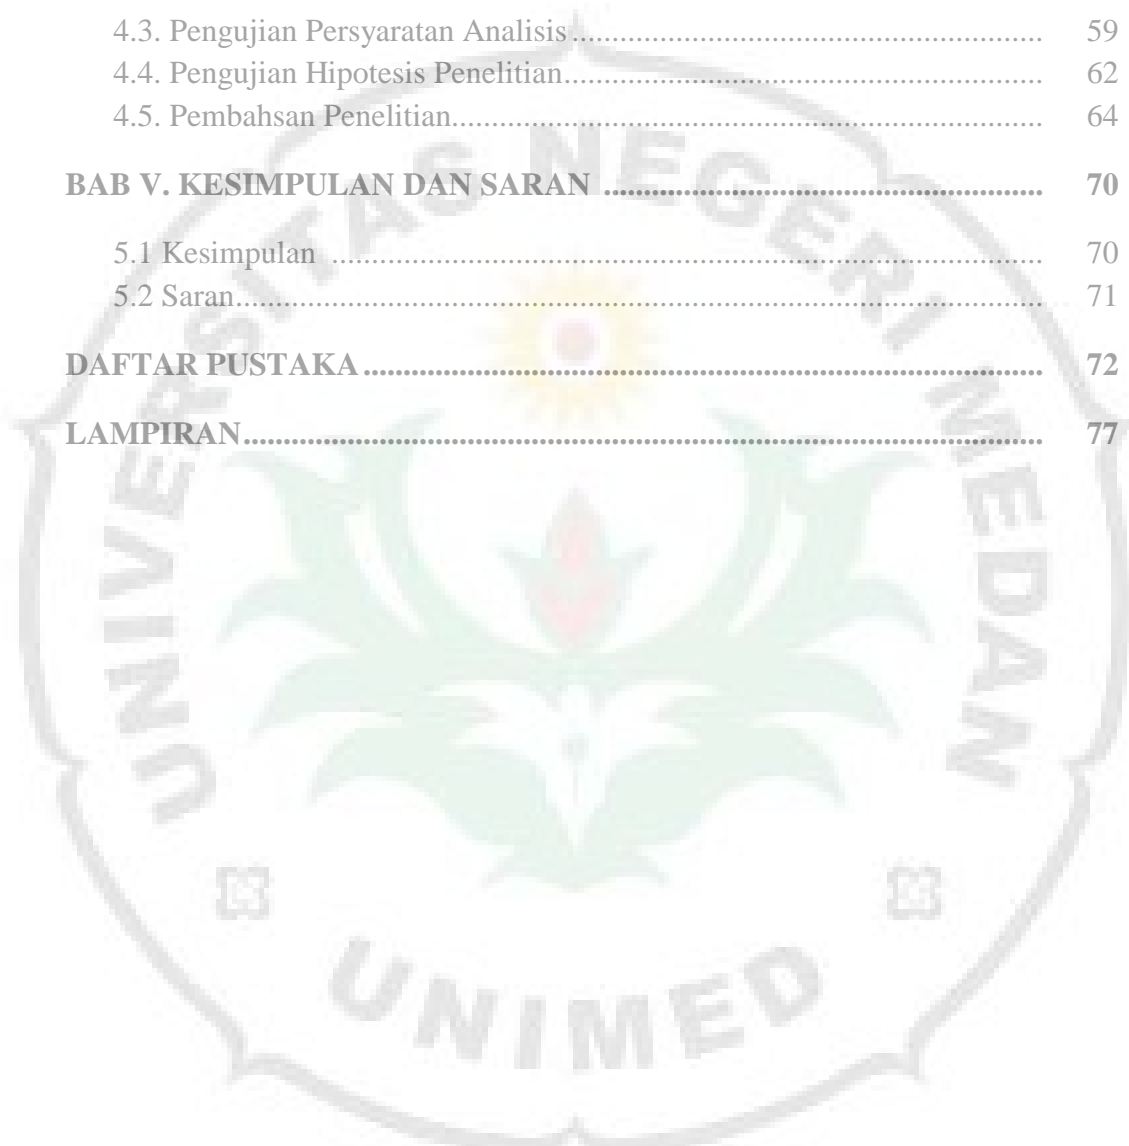 4.3. Pengujian Persyaratan Analisis ........................................................... 59
4.4. Pengujian Hipotesis Penelitian............................................................ 62
4.5. Pembahsan Penelitian.......................................................................... 64
BAB V. KESIMPULAN DAN SARAN ....................................................... 70
5.1 Kesimpulan ......................................................................................... 70
5.2 Saran..................................................................................................... 71
DAFTAR PUSTAKA ..................................................................................... 72
LAMPIRAN.................................................................................................... 77
UNIVERSITAS NEGERI MEDAN
UNIMED